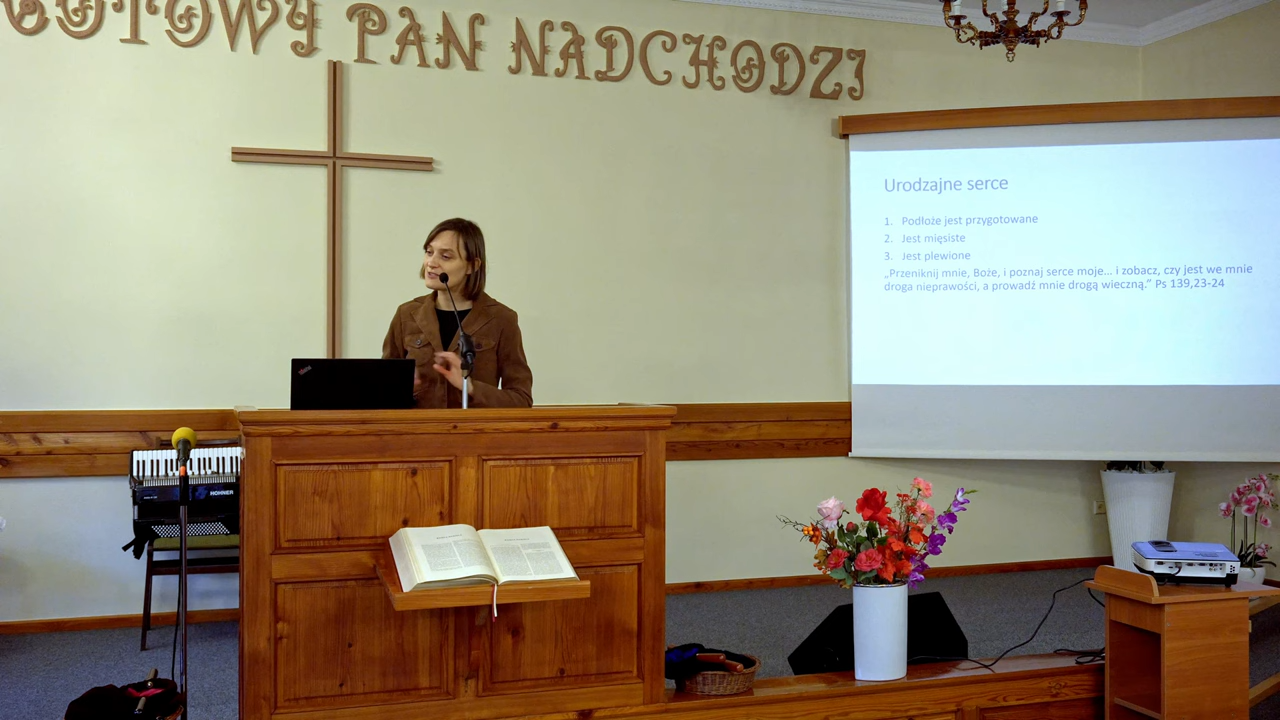 GOTOWY PAN NADCHODZI
Urodzajne serce
1. Podłoże jest przygotowane
2. Jest mięsiste
3. Jest plewione
„Przeniknij mnie, Boże, i poznaj serce moje... i zobacz, czy jest we mnie
droga nieprawości, a prowadź mnie drogą wieczną.” Ps 139,23-24
HOHNER